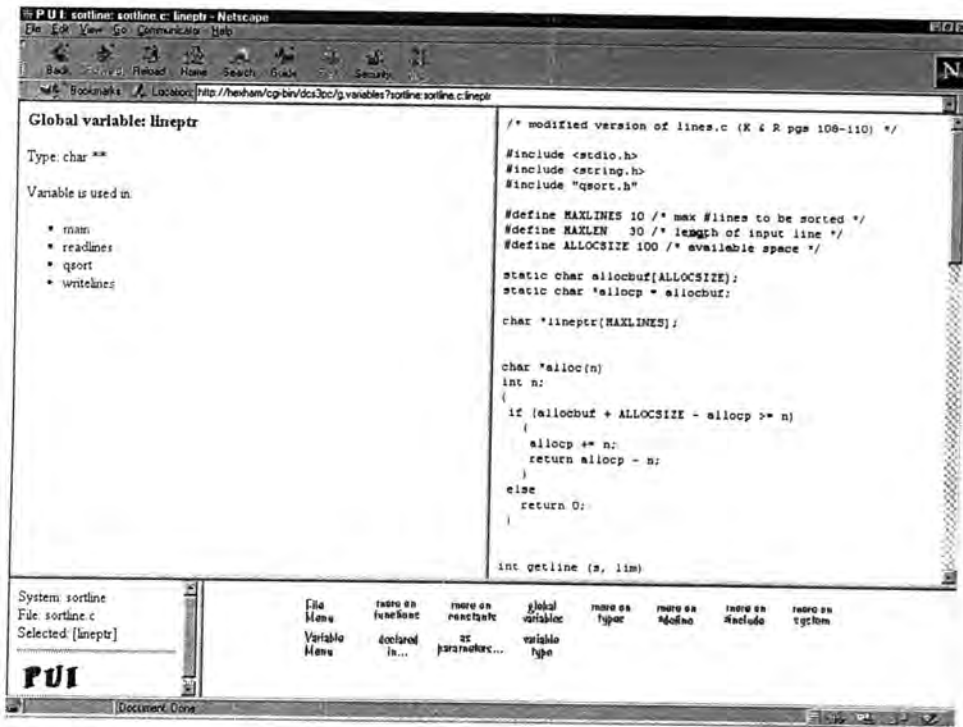 P U I: sortline: sortline.c: lineptr - Netscape
File Edit View Go Communicator Help
Back Forward Reload Home Search Guide Security
Bookmarks Location: http://hexham/cg-bin/dcs3pc/g.variables?sortline:sortline.c:lineptr
N
Global variable: lineptr
Type: char **
Variable is used in:
• main
• readlines
• qsort
• writelines
/* modified version of lines.c (K & R pgs 108-110) */
#include <stdio.h>
#include <string.h>
#include "qsort.h"
#define MAXLINES 10 /* max #lines to be sorted */
#define MAXLEN 30 /* length of input line */
#define ALLOCSIZE 100 /* available space */
static char allocbuf[ALLOCSIZE];
static char *allocp = allocbuf;
char *lineptr[MAXLINES];
char *alloc(n)
int n;
{
if (allocbuf + ALLOCSIZE - allocp >= n)
{
allocp += n;
return allocp - n;
}
else
return 0;
}
int getline (s, lim)
System: sortline
File: sortline.c
Selected: [lineptr]
PUI
File Menu more on functions more on constants global variables more on types more on #define more on #include more on system
Variable Menu declared in... as parameters... variable type
Document: Done